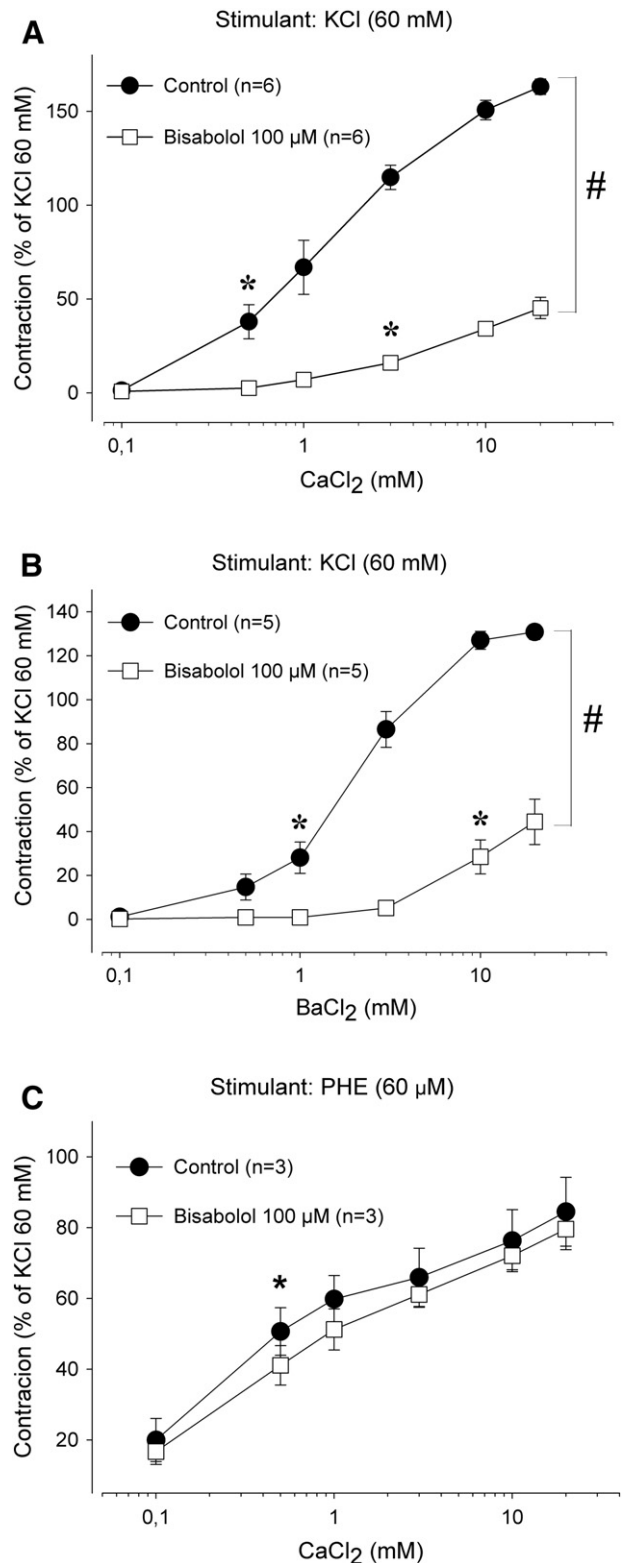 A
Stimulant: KCl (60 mM)
Control (n=6)
Bisabolol 100 µM (n=6)
150
100
50
0
Contraction (% of KCl 60 mM)
*
*
#
0,1
1
10
CaCl2 (mM)
B
Stimulant: KCl (60 mM)
Control (n=5)
Bisabolol 100 µM (n=5)
140
120
100
80
60
40
20
0
Contraction (% of KCl 60 mM)
*
*
#
0,1
1
10
BaCl2 (mM)
C
Stimulant: PHE (60 µM)
Control (n=3)
Bisabolol 100 µM (n=3)
100
80
60
40
20
Contracion (% of KCl 60 mM)
*
0,1
1
10
CaCl2 (mM)